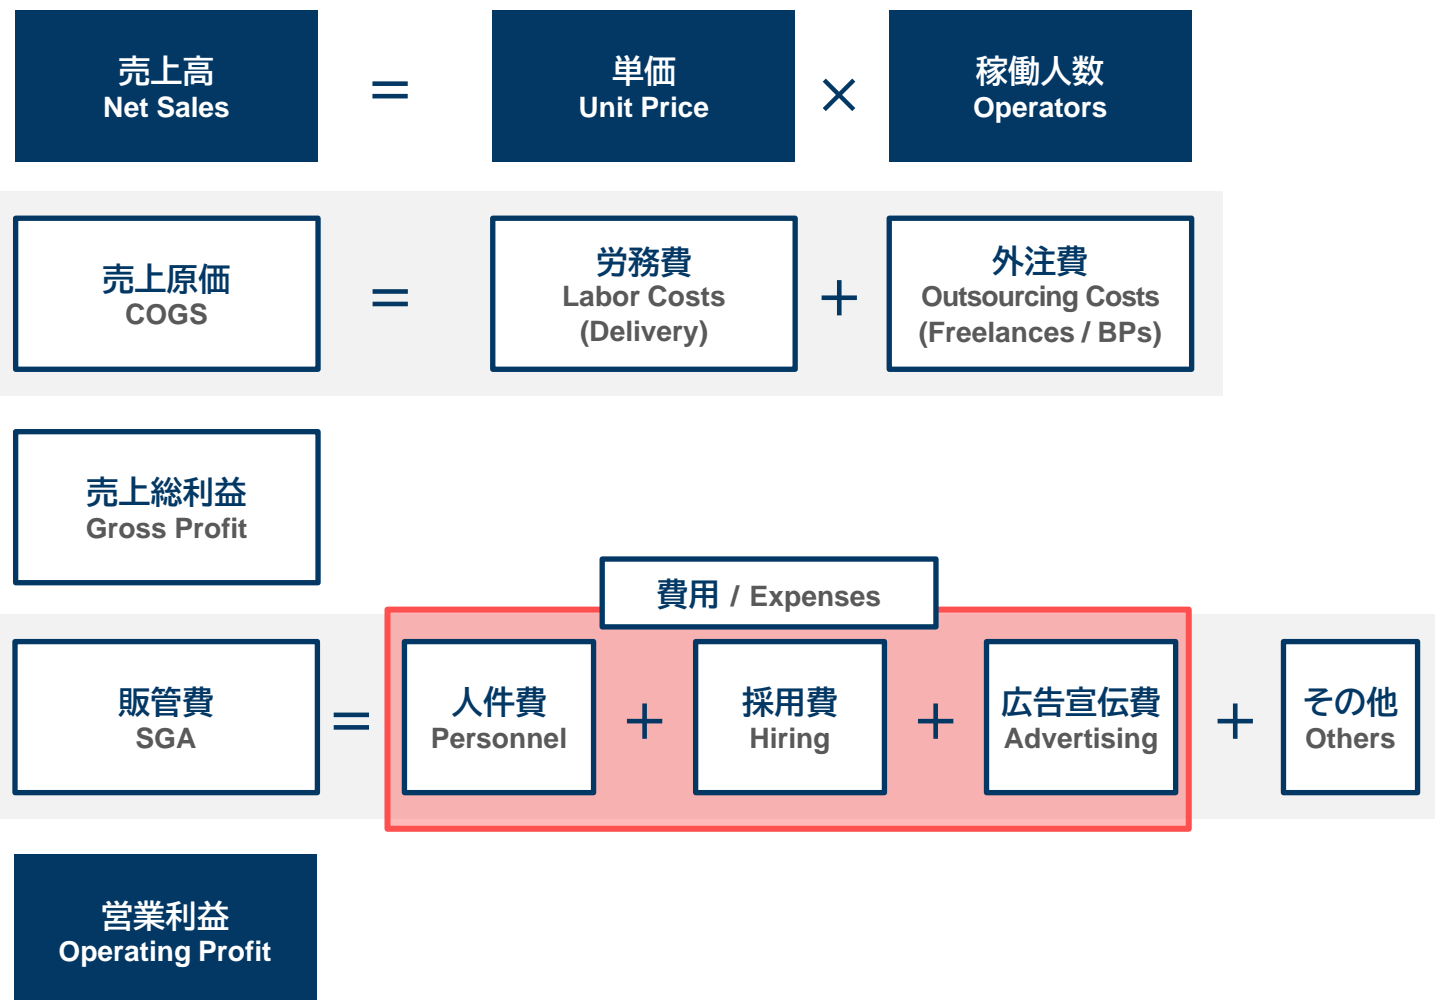 売上高
Net Sales
=
単価
Unit Price
×
稼働人数
Operators
売上原価
COGS
=
労務費
Labor Costs
(Delivery)
+
外注費
Outsourcing Costs
(Freelances / BPs)
売上総利益
Gross Profit
費用 / Expenses
販管費
SGA
=
人件費
Personnel
+
採用費
Hiring
+
広告宣伝費
Advertising
+
その他
Others
営業利益
Operating Profit